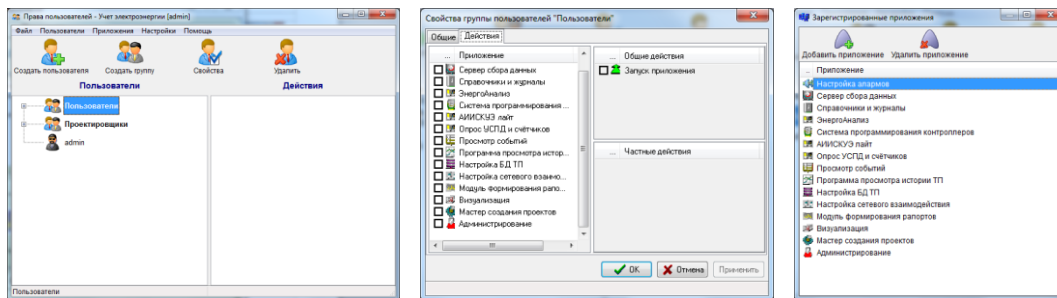 Права пользователей - Учет электроэнергии (admin)
Файл Пользователи Приложения Настройки Помощь
Создать пользователя Создать группу Свойства Удалить
Пользователи Действия
Пользователи
Проектировщики
admin
Пользователи
Свойства группы пользователей "Пользователи"
Общие Действия
... Приложение
Сервер сбора данных
Справочники и журналы
ЭнергоАнализ
Система программирования ...
АИИСКУЭ лайт
Опрос УСПД и счётчиков
Просмотр событий
Программа просмотра истор...
Настройка БД ТП
Настройка сетевого взаимо...
Модуль формирования рапо...
Визуализация
Мастер создания проектов
Администрирование
... Общие действия
Запуск приложения
... Частные действия
OK Отмена Применить
Зарегистрированные приложения
Добавить приложение Удалить приложение
... Приложение
Настройка алармов
Сервер сбора данных
Справочники и журналы
ЭнергоАнализ
Система программирования контроллеров
АИИСКУЭ лайт
Опрос УСПД и счётчиков
Просмотр событий
Программа просмотра истории ТП
Настройка БД ТП
Настройка сетевого взаимодействия
Модуль формирования рапортов
Визуализация
Мастер создания проектов
Администрирование